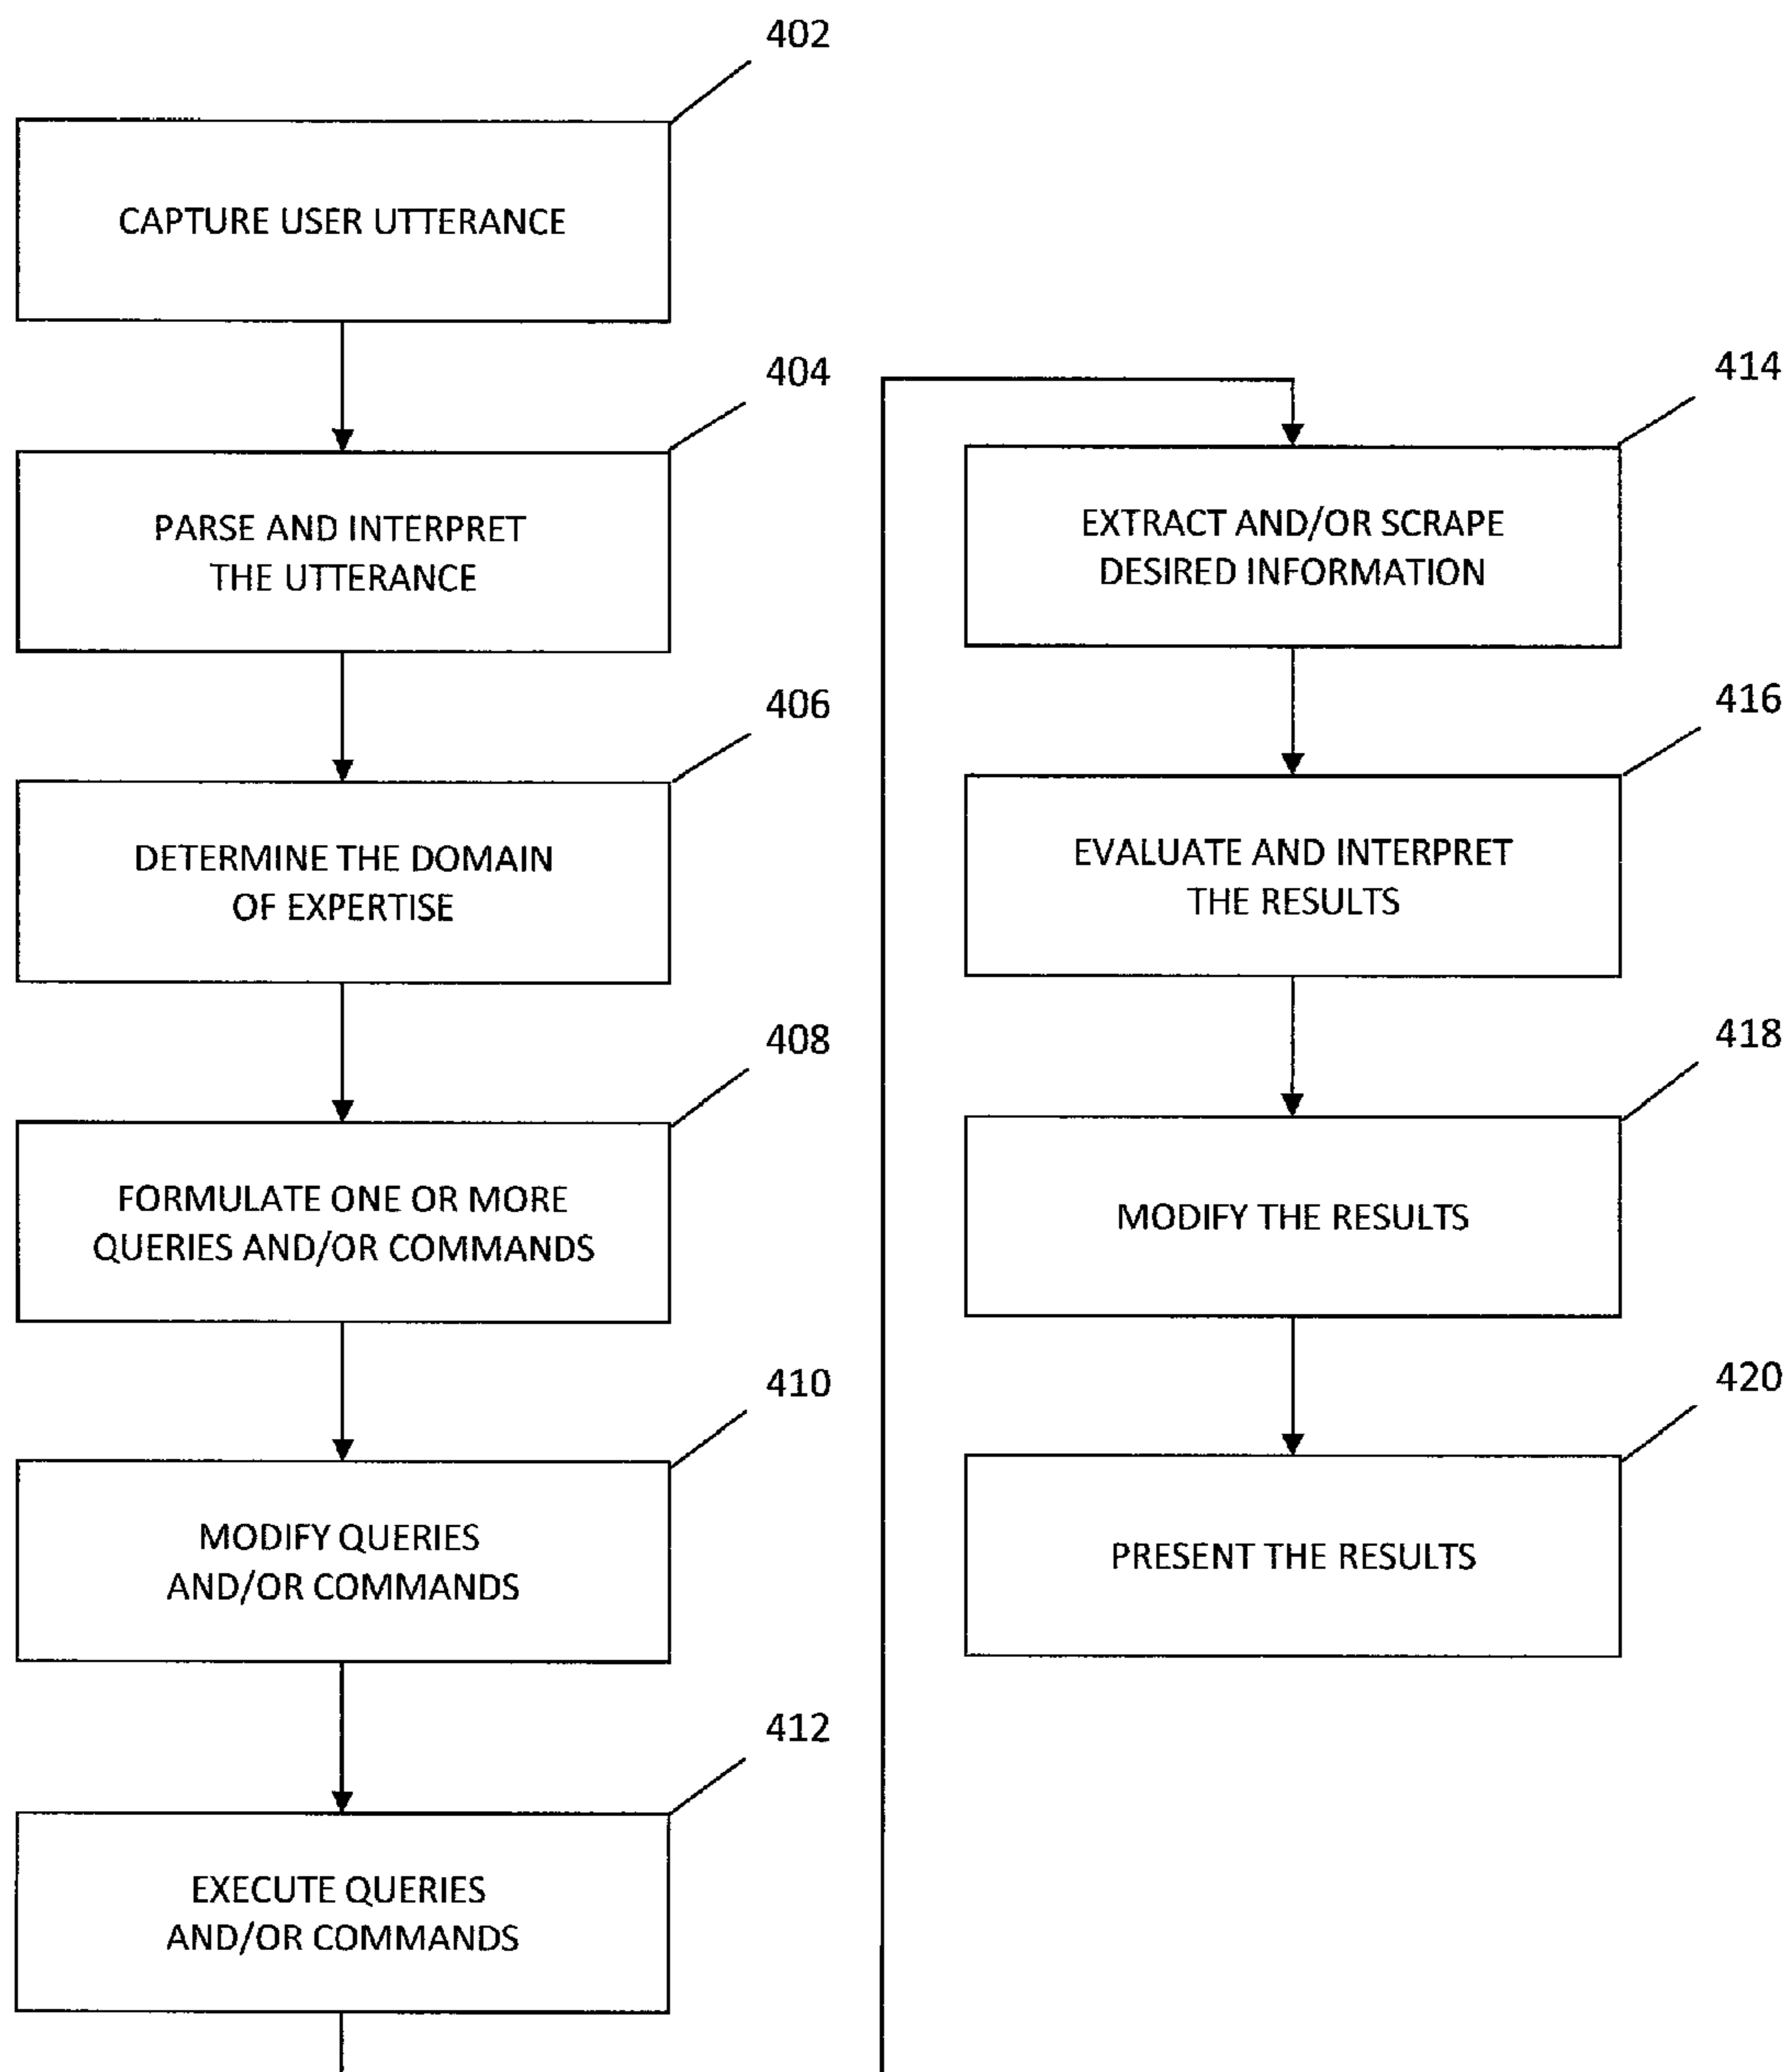 402
CAPTURE USER UTTERANCE
404
PARSE AND INTERPRET
THE UTTERANCE
406
DETERMINE THE DOMAIN
OF EXPERTISE
408
FORMULATE ONE OR MORE
QUERIES AND/OR COMMANDS
410
MODIFY QUERIES
AND/OR COMMANDS
412
EXECUTE QUERIES
AND/OR COMMANDS
414
EXTRACT AND/OR SCRAPE
DESIRED INFORMATION
416
EVALUATE AND INTERPRET
THE RESULTS
418
MODIFY THE RESULTS
420
PRESENT THE RESULTS